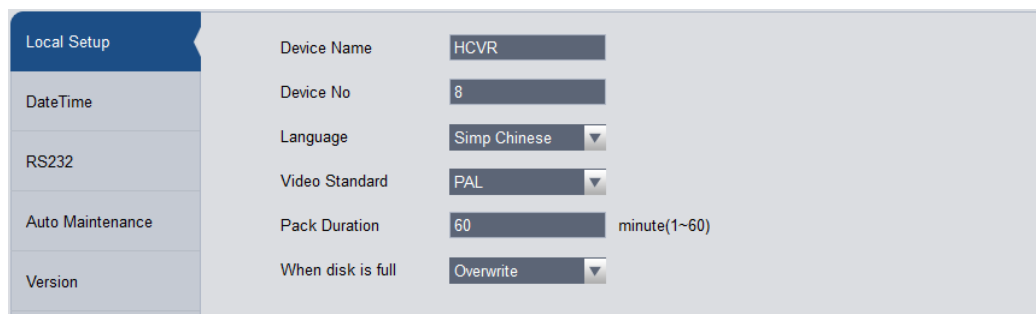 Local Setup
DateTime
RS232
Auto Maintenance
Version
Device Name HCVR
Device No 8
Language Simp Chinese
Video Standard PAL
Pack Duration 60 minute(1~60)
When disk is full Overwrite